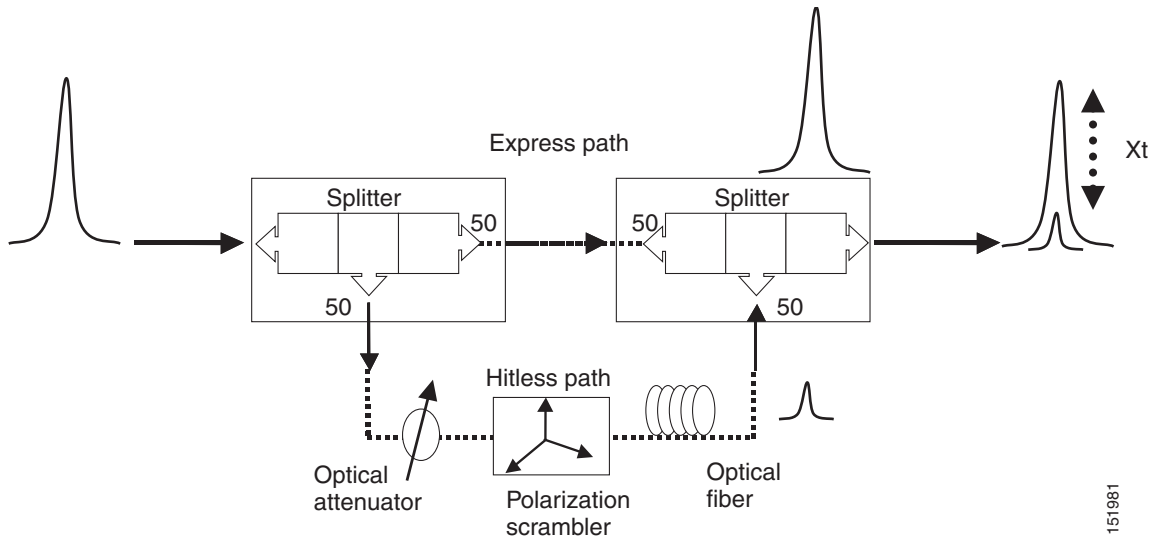 Express path
Xt
Splitter
Splitter
50
50
50
50
Hitless path
Optical
attenuator
Polarization
scrambler
Optical
fiber
151981